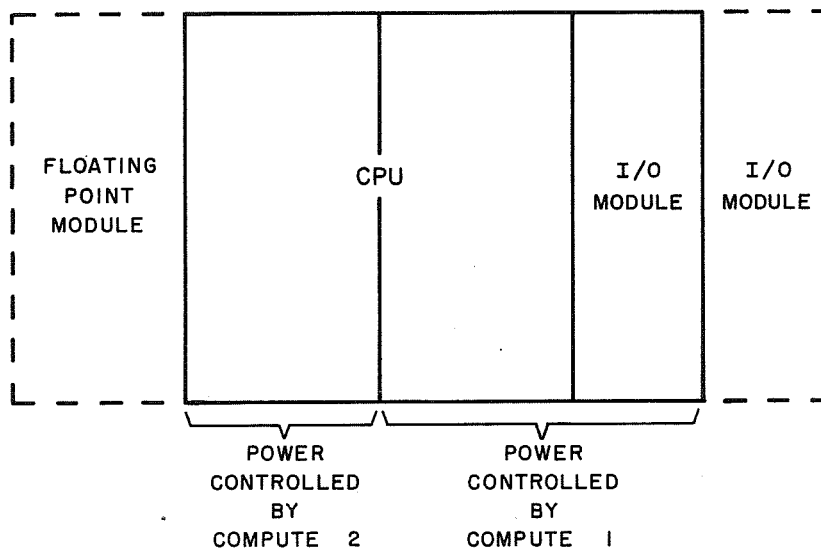 FLOATING
POINT
MODULE
CPU
I/O
MODULE
I/O
MODULE
POWER
CONTROLLED
BY
COMPUTE 2
POWER
CONTROLLED
BY
COMPUTE 1